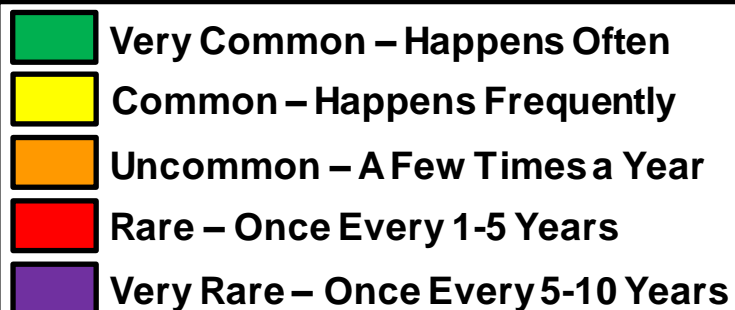 Very Common – Happens Often
Common – Happens Frequently
Uncommon – A Few Times a Year
Rare – Once Every 1-5 Years
Very Rare – Once Every 5-10 Years